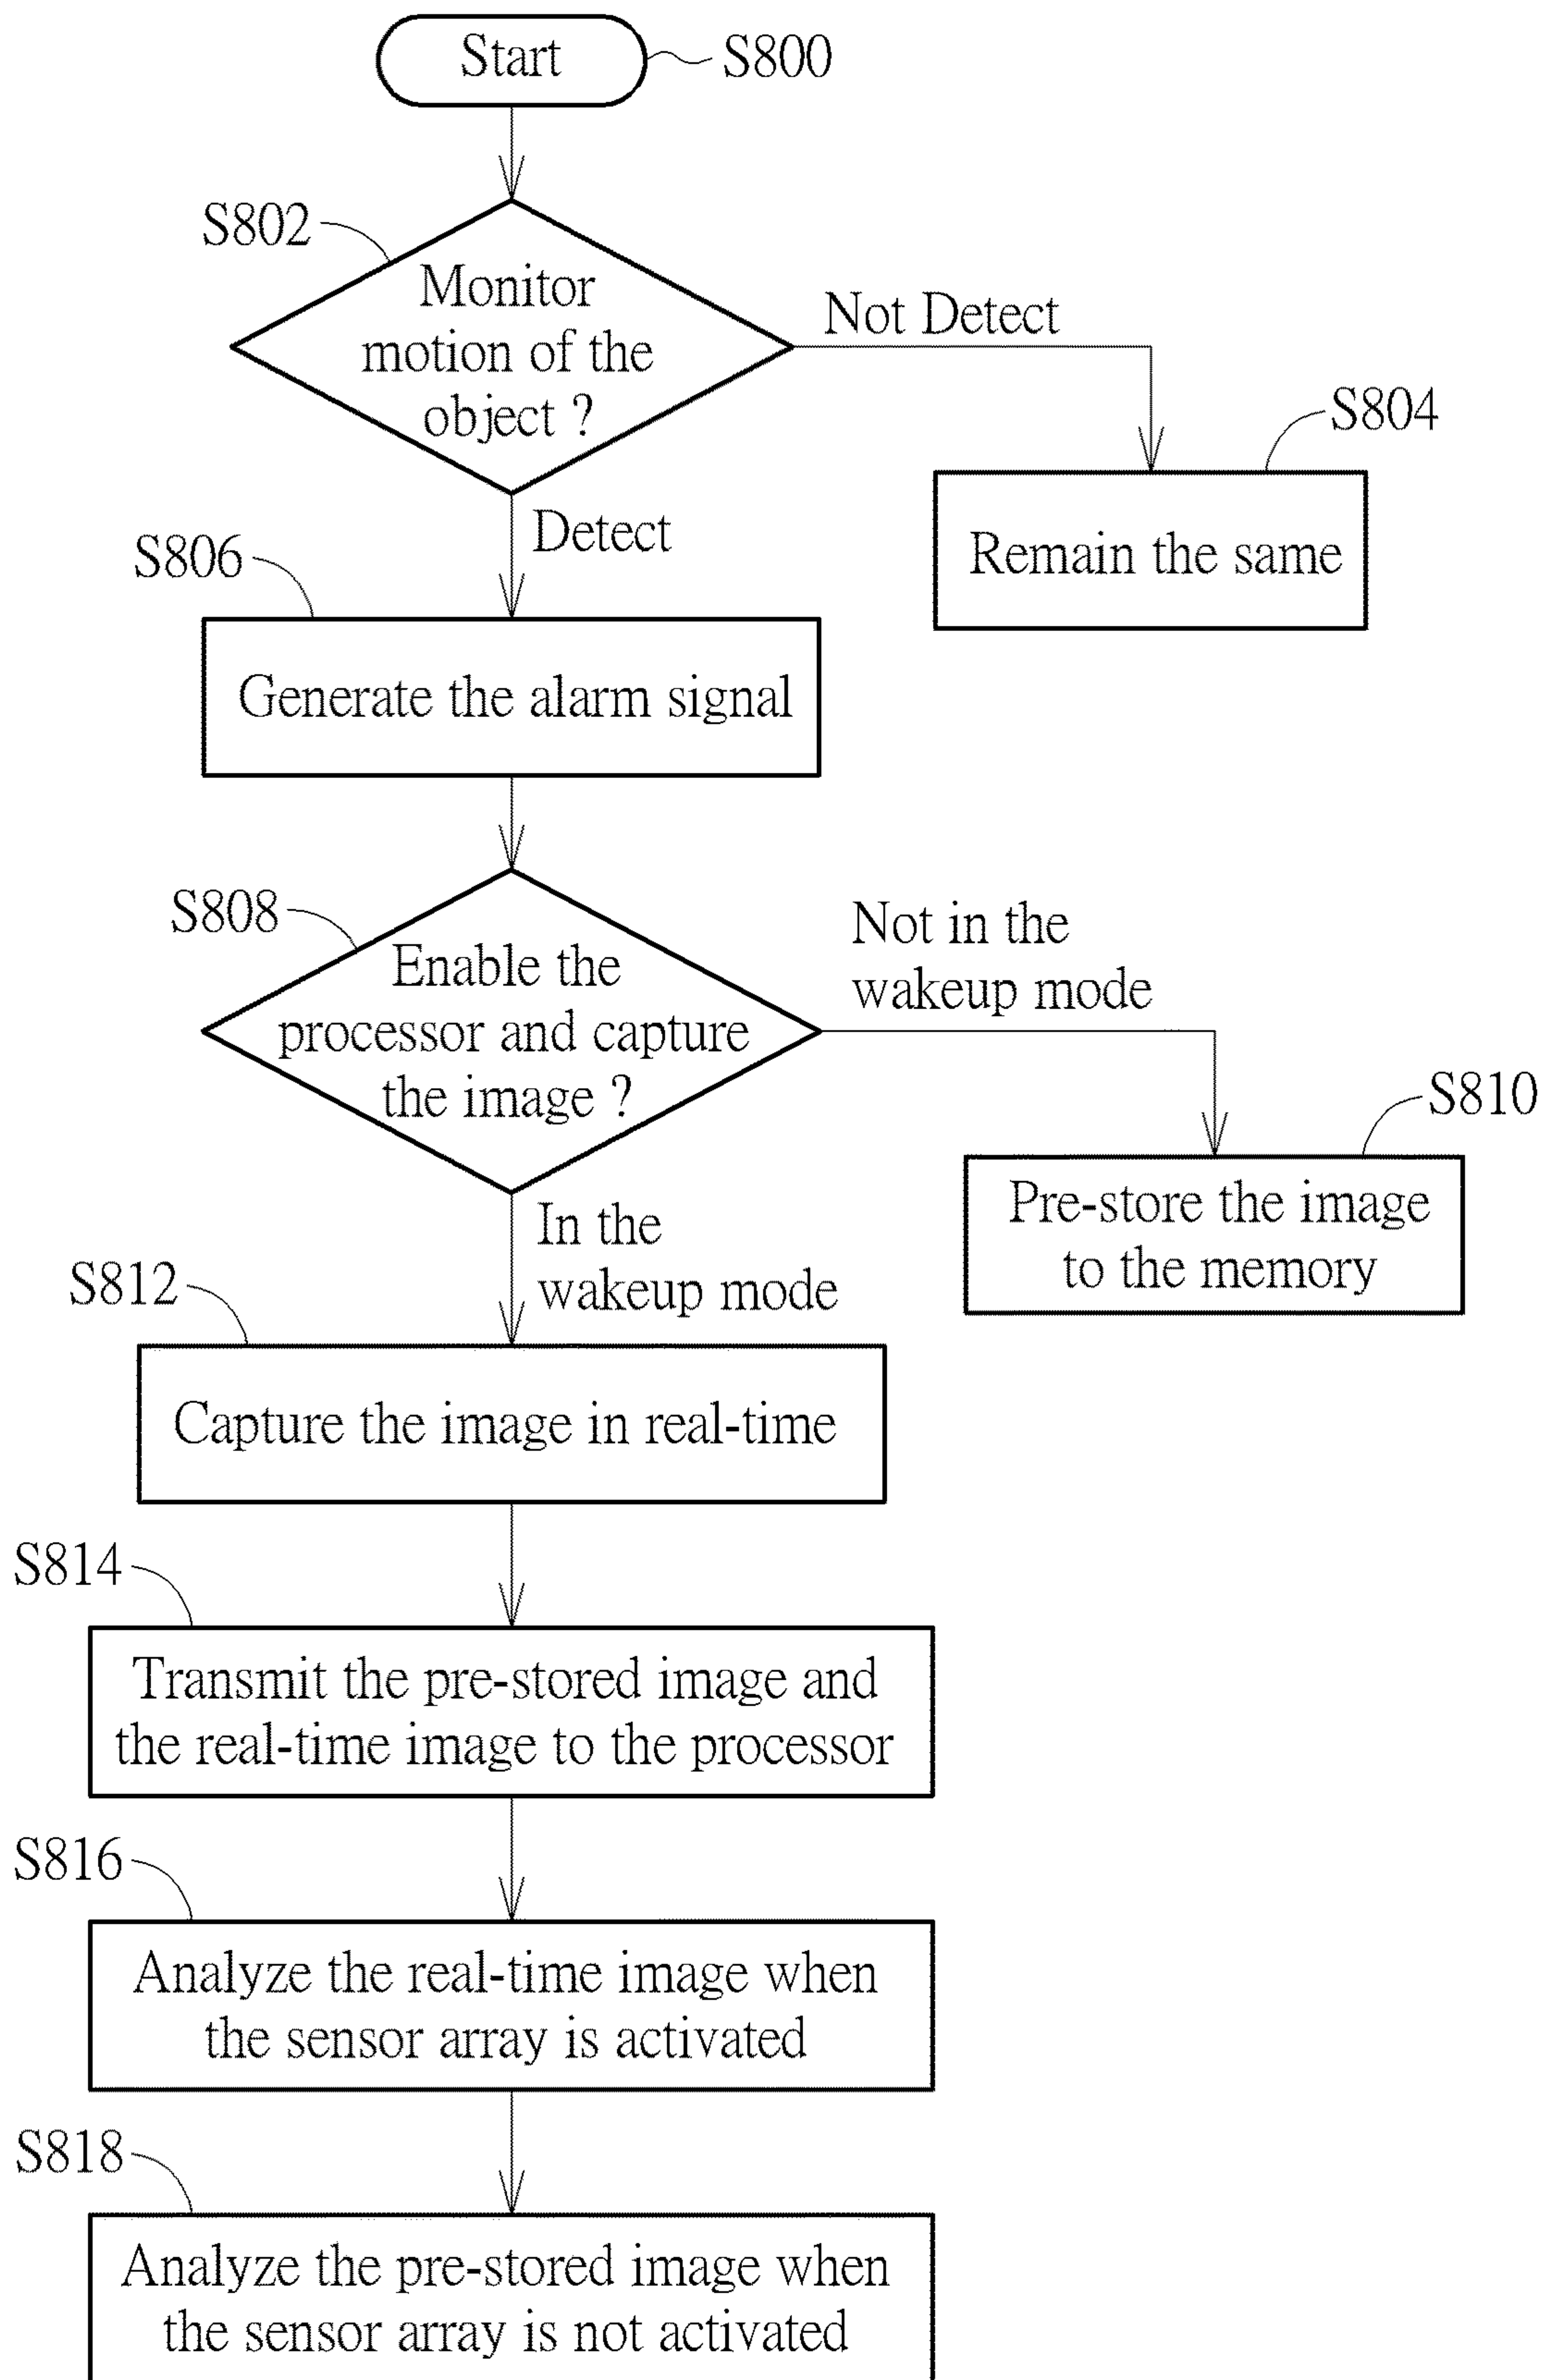 Start
S800
S802
Monitor
motion of the
object ?
Not Detect
S804
Remain the same
Detect
S806
Generate the alarm signal
S808
Enable the
processor and capture
the image ?
Not in the
wakeup mode
S810
Pre-store the image
to the memory
In the
wakeup mode
S812
Capture the image in real-time
S814
Transmit the pre-stored image and
the real-time image to the processor
S816
Analyze the real-time image when
the sensor array is activated
S818
Analyze the pre-stored image when
the sensor array is not activated